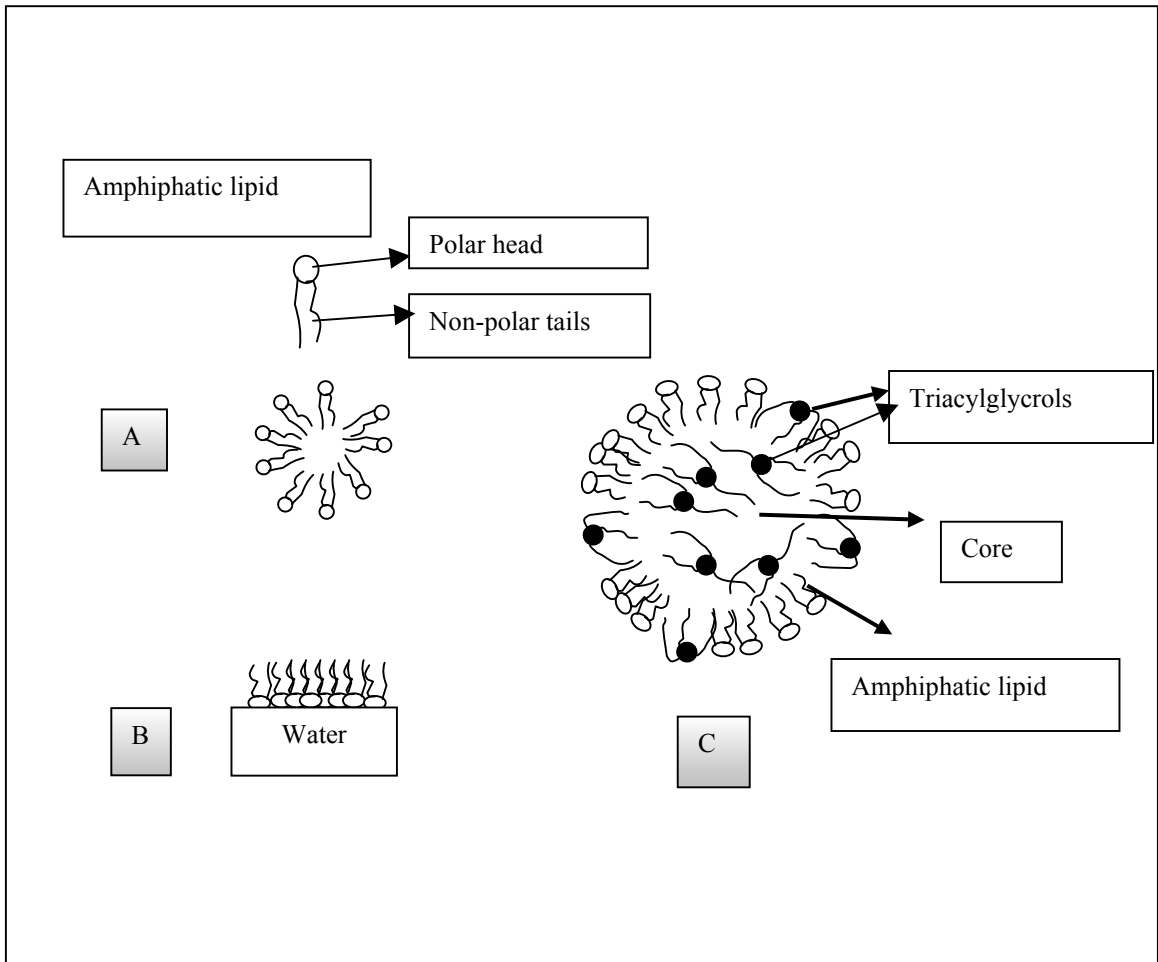 Amphiphatic lipid
Polar head
Non-polar tails
A
Triacylglycrols
Core
Amphiphatic lipid
B
Water
C